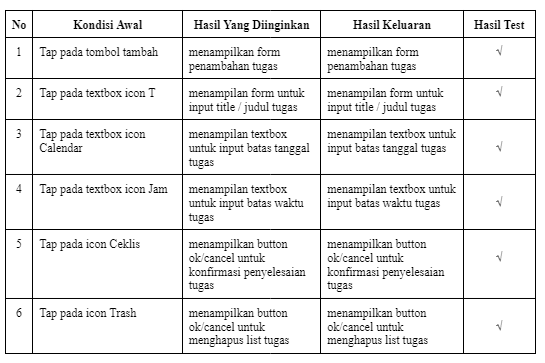 No Kondisi Awal Hasil Yang Diinginkan Hasil Keluaran Hasil Test
1 Tap pada tombol tambah menampilkan form menampilkan form √
penambahan tugas penambahan tugas
2 Tap pada textbox icon T menampilan form untuk menampilan form untuk √
input title / judul tugas input title / judul tugas
3 Tap pada textbox icon menampilan textbox menampilan textbox untuk √
Calendar untuk input batas tanggal input batas tanggal tugas
tugas
4 Tap pada textbox icon Jam menampilan textbox menampilan textbox untuk √
untuk input batas waktu input batas waktu tugas
tugas
5 Tap pada icon Ceklis menampilkan button menampilkan button √
ok/cancel untuk ok/cancel untuk
konfirmasi penyelesaian konfirmasi penyelesaian
tugas tugas
6 Tap pada icon Trash menampilkan button menampilkan button √
ok/cancel untuk ok/cancel untuk
menghapus list tugas menghapus list tugas